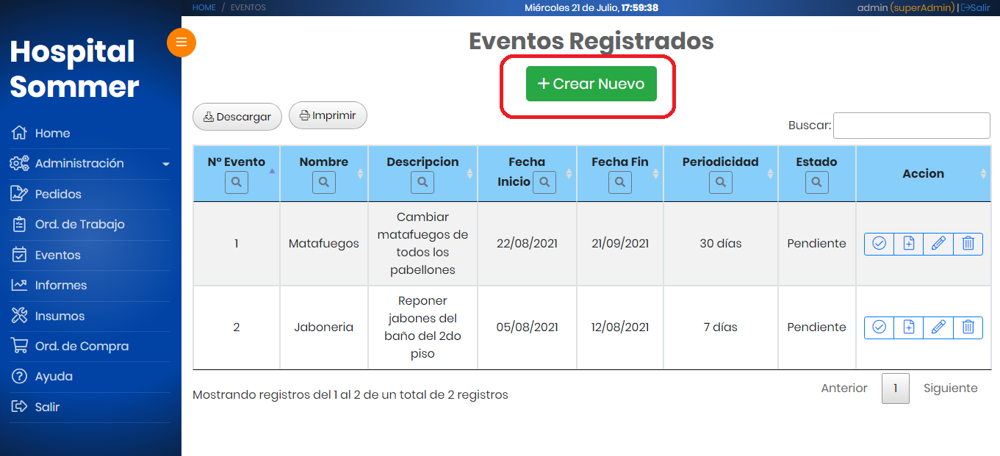 HOME / EVENTOS
Miércoles 21 de Julio, 17:59:38
admin (superAdmin) | Salir
Hospital
Sommer
Home
Administración
Pedidos
Ord. de Trabajo
Eventos
Informes
Insumos
Ord. de Compra
Ayuda
Salir
Eventos Registrados
+ Crear Nuevo
Descargar
Imprimir
Buscar:
Nº Evento Nombre Descripcion Fecha Inicio Fecha Fin Periodicidad Estado Accion
1 Matafuegos Cambiar matafuegos de todos los pabellones 22/08/2021 21/09/2021 30 días Pendiente
2 Jaboneria Reponer jabones del baño del 2do piso 05/08/2021 12/08/2021 7 días Pendiente
Mostrando registros del 1 al 2 de un total de 2 registros
Anterior 1 Siguiente